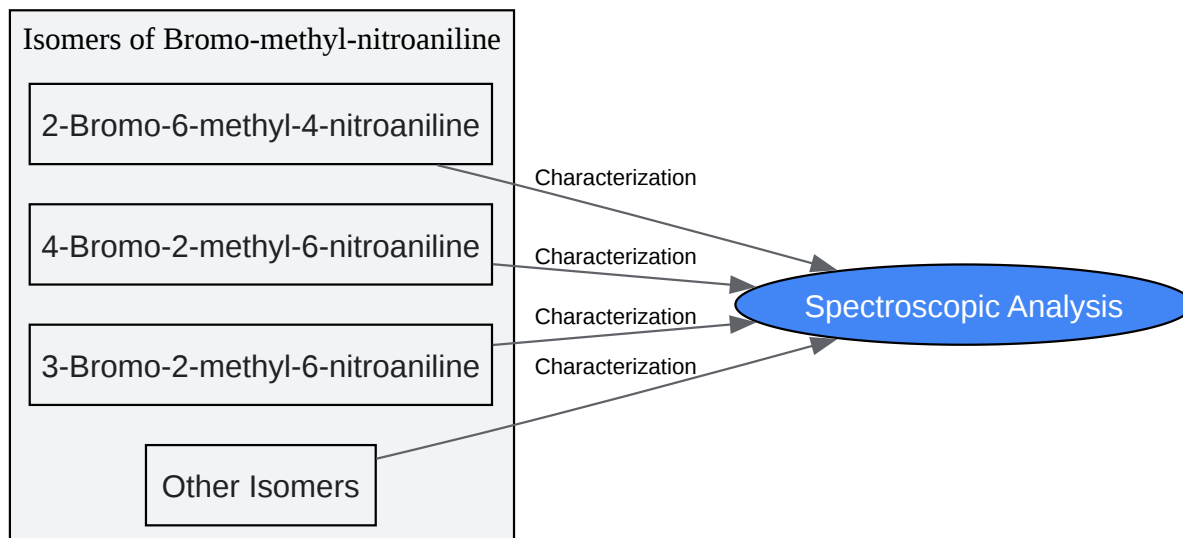 Isomers of Bromo-methyl-nitroaniline
2-Bromo-6-methyl-4-nitroaniline
Characterization
4-Bromo-2-methyl-6-nitroaniline
Characterization
Spectroscopic Analysis
3-Bromo-2-methyl-6-nitroaniline
Characterization
Characterization
Other Isomers